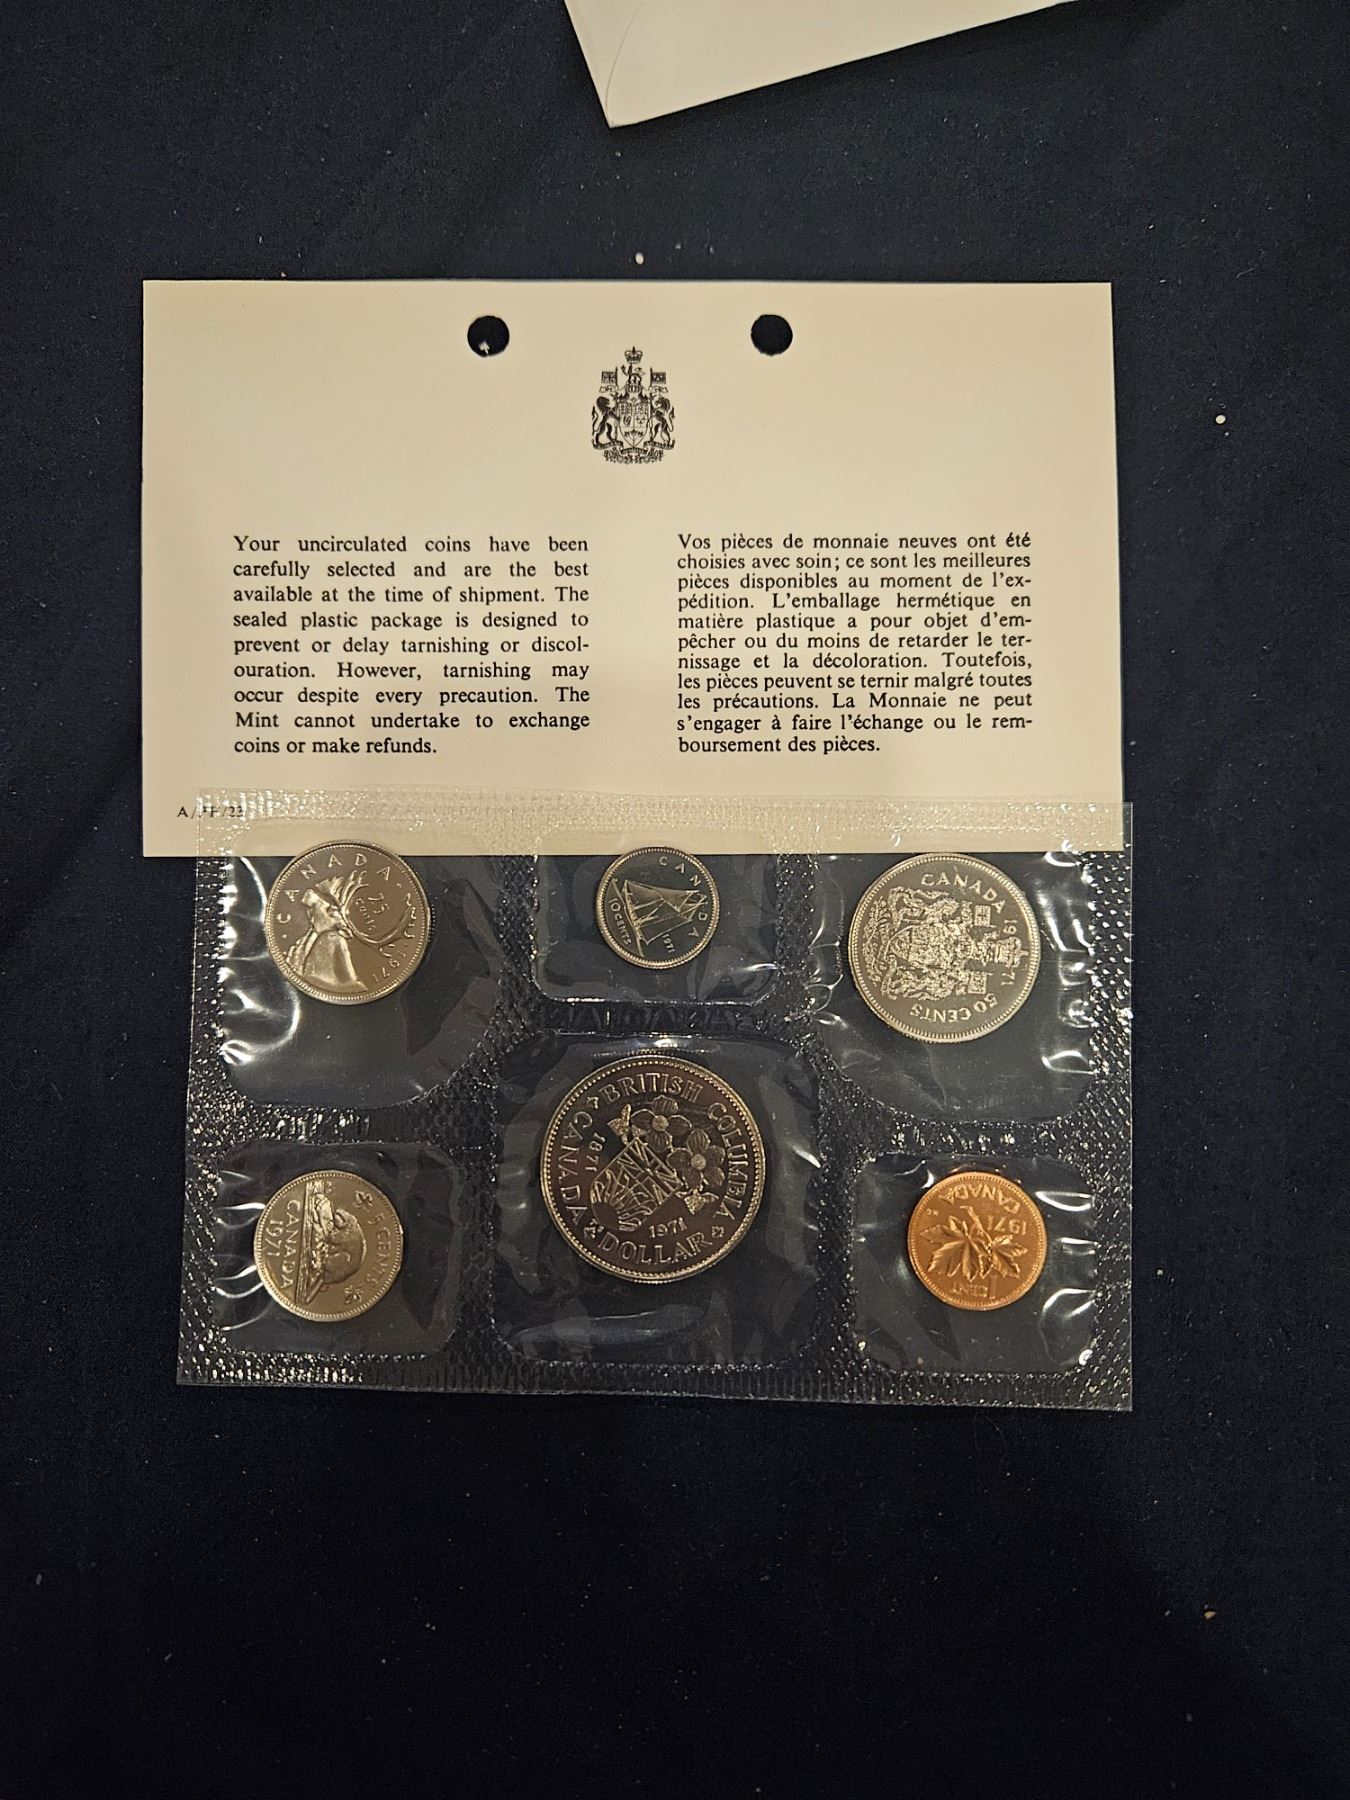 Your uncirculated coins have been
carefully selected and are the best
available at the time of shipment. The
sealed plastic package is designed to
prevent or delay tarnishing or discol-
ouration. However, tarnishing may
occur despite every precaution. The
Mint cannot undertake to exchange
coins or make refunds.
Vos pièces de monnaie neuves ont été
choisies avec soin; ce sont les meilleures
pièces disponibles au moment de l'ex-
pédition. L'emballage hermétique en
matière plastique a pour objet d'em-
pêcher ou du moins de retarder le ter-
nissage et la décoloration. Toutefois,
les pièces peuvent se ternir malgré toutes
les précautions. La Monnaie ne peut
s'engager à faire l'échange ou le rem-
boursement des pièces.
CANADA 1971
25 cents
CANADA
10 CENTS
1971
CANADA
1971
50 CENTS
5 CENTS
CANADA
1971
BRITISH COLUMBIA
CANADA
1871
1971
DOLLAR
CANADA
1971
1 CENT